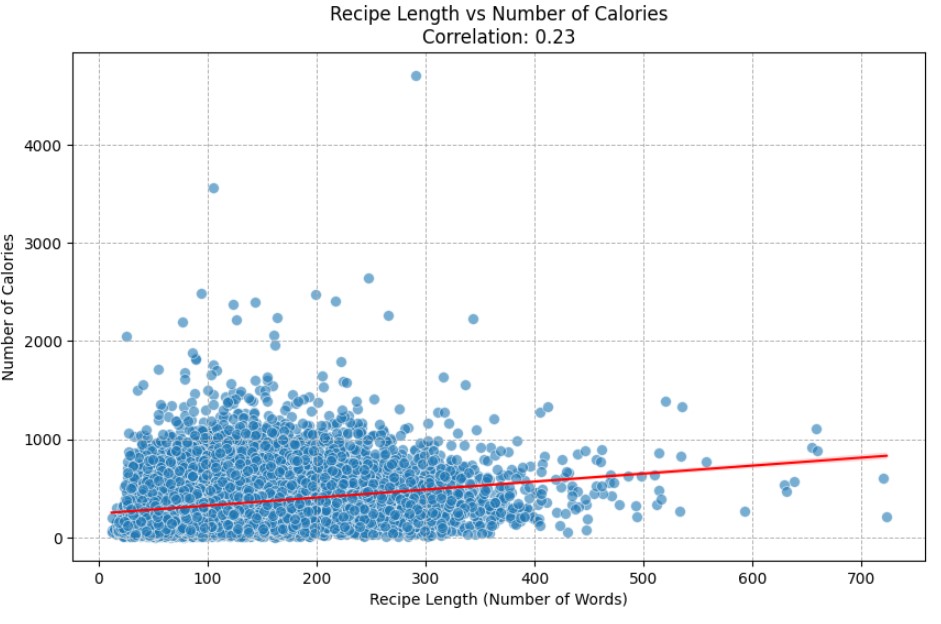 Recipe Length vs Number of Calories
Correlation: 0.23
Number of Calories
4000
3000
2000
1000
0
0 100 200 300 400 500 600 700
Recipe Length (Number of Words)